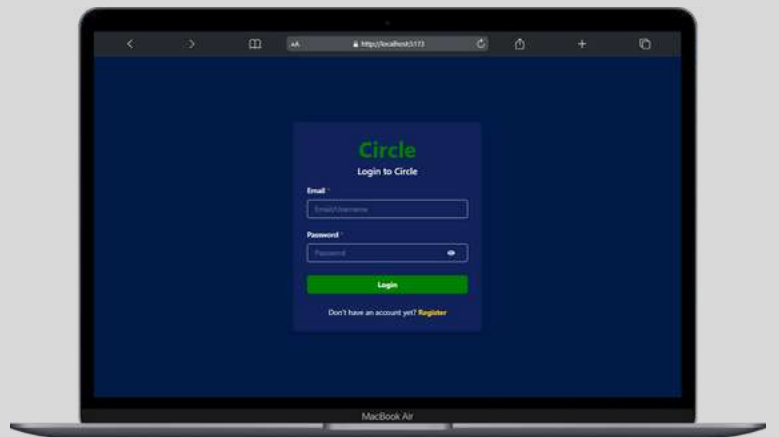 AA http://localhost:5173
Circle
Login to Circle
Email *
Email/Username
Password *
Password
Login
Don't have an account yet? Register
MacBook Air